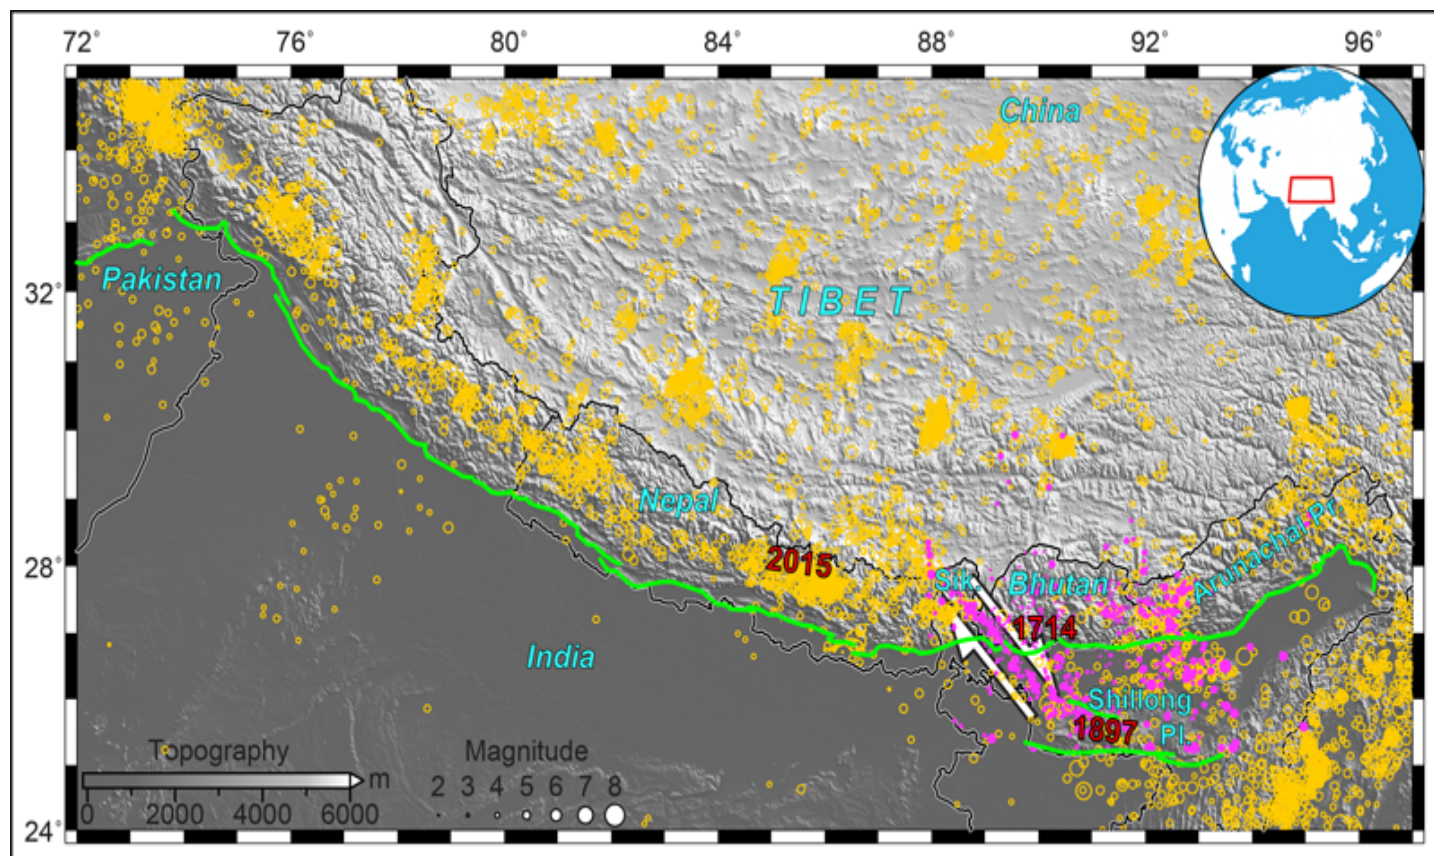 72° 76° 80° 84° 88° 92° 96°
China
Pakistan
32°
TIBET
Nepal
2015
28°
Sik.
Bhutan
Arunachal Pr.
1714
India
Shillong
Pl.
1897
Topography
m
0 2000 4000 6000
Magnitude
2 3 4 5 6 7 8
24°